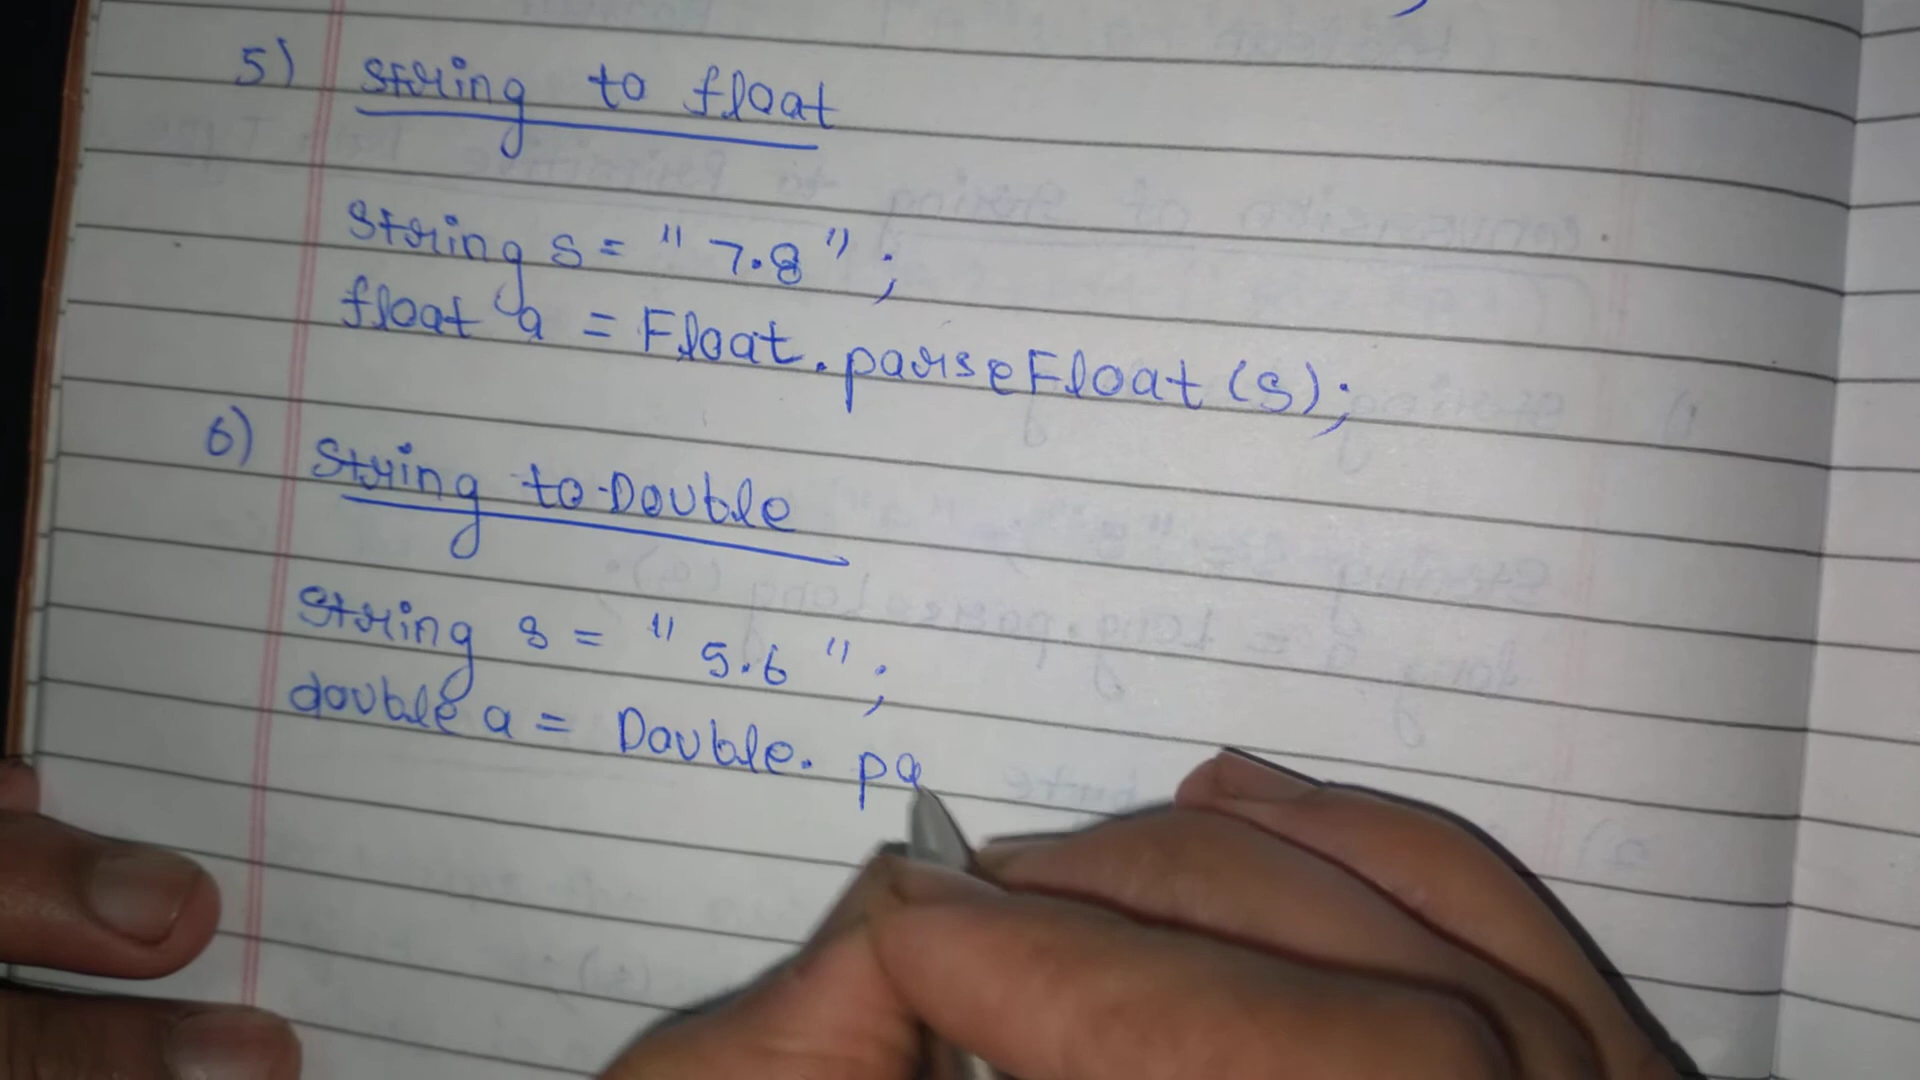 5) String to float
String s = "7.8";
float a = Float.parseFloat(s);
6) String to Double
String s = "5.6";
double a = Double. pa